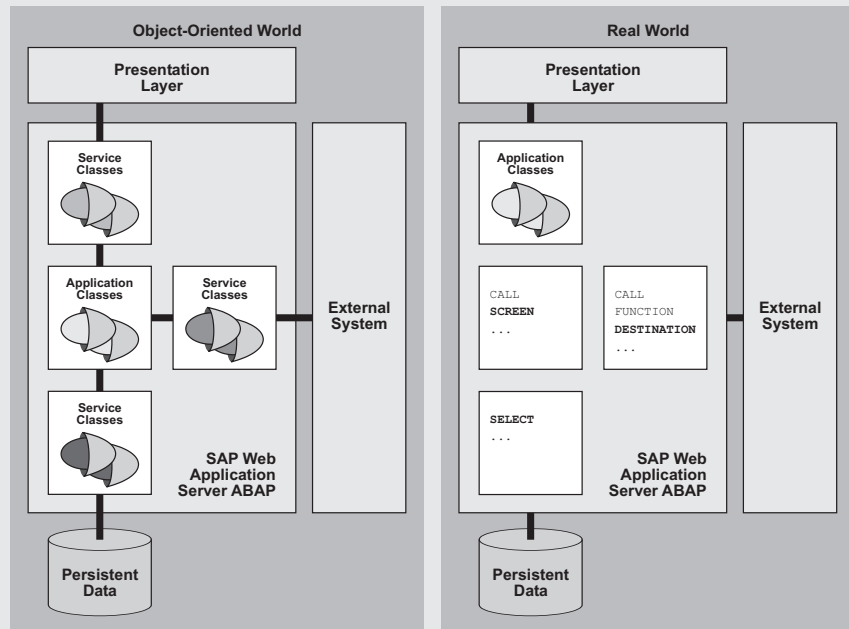 Object-Oriented World
Presentation
Layer
Service
Classes
Application
Classes
Service
Classes
External
System
Service
Classes
SAP Web
Application
Server ABAP
Persistent
Data
Real World
Presentation
Layer
Application
Classes
CALL
SCREEN
...
CALL
FUNCTION
DESTINATION
...
External
System
SELECT
...
SAP Web
Application
Server ABAP
Persistent
Data